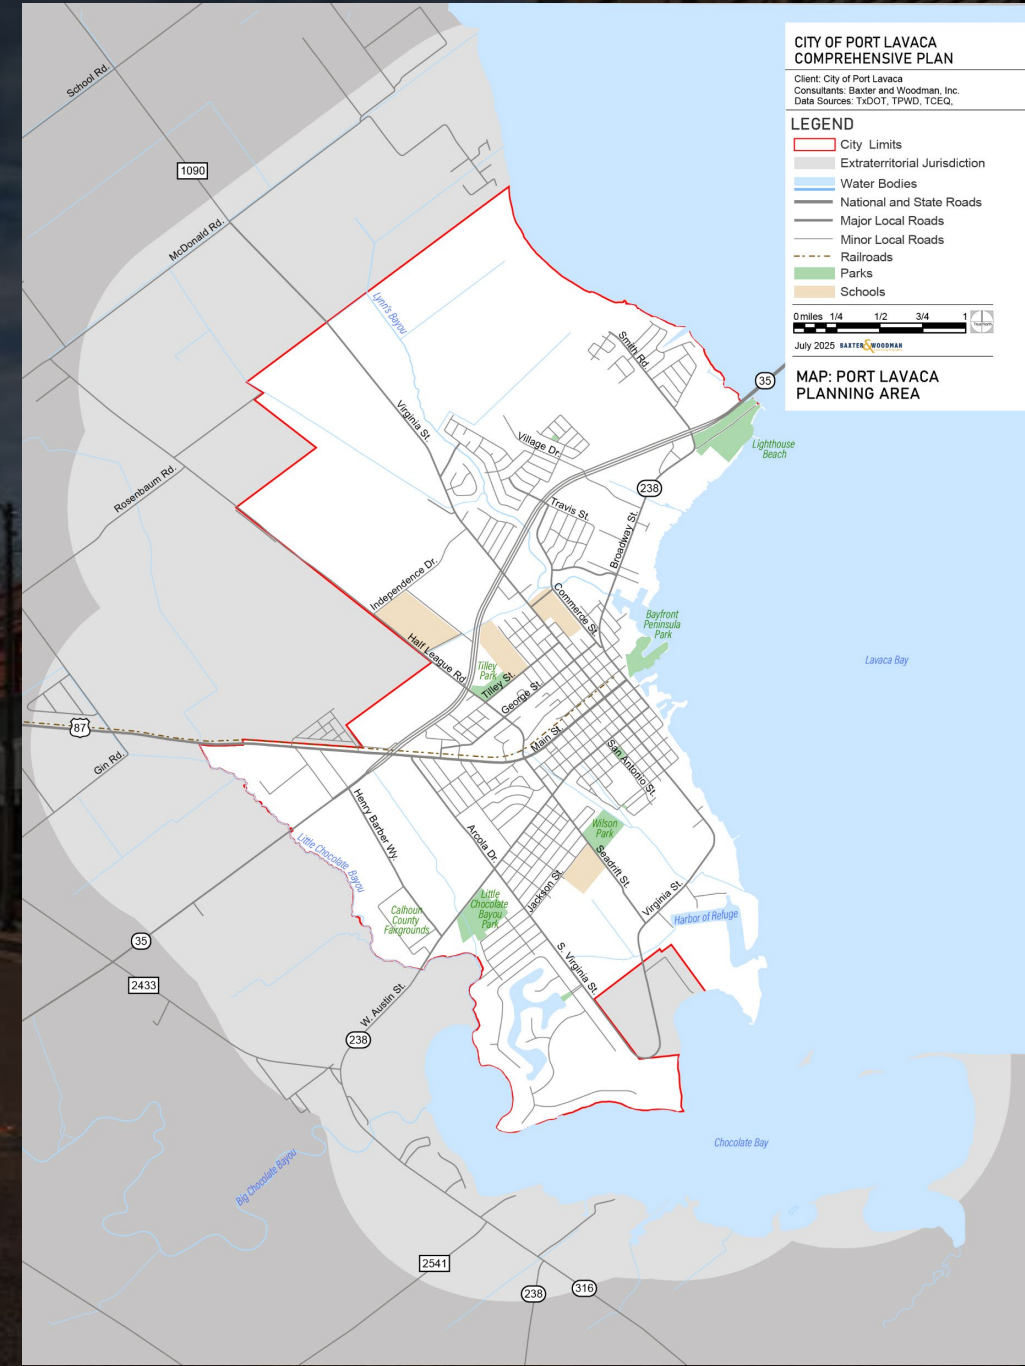 CITY OF PORT LAVACA
COMPREHENSIVE PLAN
Client: City of Port Lavaca
Consultants: Baxter and Woodman, Inc.
Data Sources: TxDOT, TPWD, TCEQ,
LEGEND
City Limits
Extraterritorial Jurisdiction
Water Bodies
National and State Roads
Major Local Roads
Minor Local Roads
Railroads
Parks
Schools
0 miles 1/4 1/2 3/4 1
July 2025 BAXTER & WOODMAN
MAP: PORT LAVACA
PLANNING AREA
School Rd.
1090
McDonald Rd.
Lynn's Bayou
Smith Rd.
35
Virginia St.
Village Dr.
Lighthouse
Beach
Rosenbaum Rd.
238
Travis St
Broadway St.
Independence Dr.
Commerce St.
Bayfront
Peninsula
Park
Half League Rd
Tilley
Park
Tilley St.
George St.
Lavaca Bay
87
Gin Rd.
Main St.
San Antonio St.
Henry Barber Wy.
Arcola Dr.
Wilson
Park
Little Chocolate Bayou
Seadrift St.
Jackson St.
Virginia St.
Little
Chocolate
Bayou
Park
Calhoun
County
Fairgrounds
Harbor of Refuge
35
2433
S. Virginia St.
W. Austin St.
238
Chocolate Bay
Big Chocolate Bayou
2541
238
316